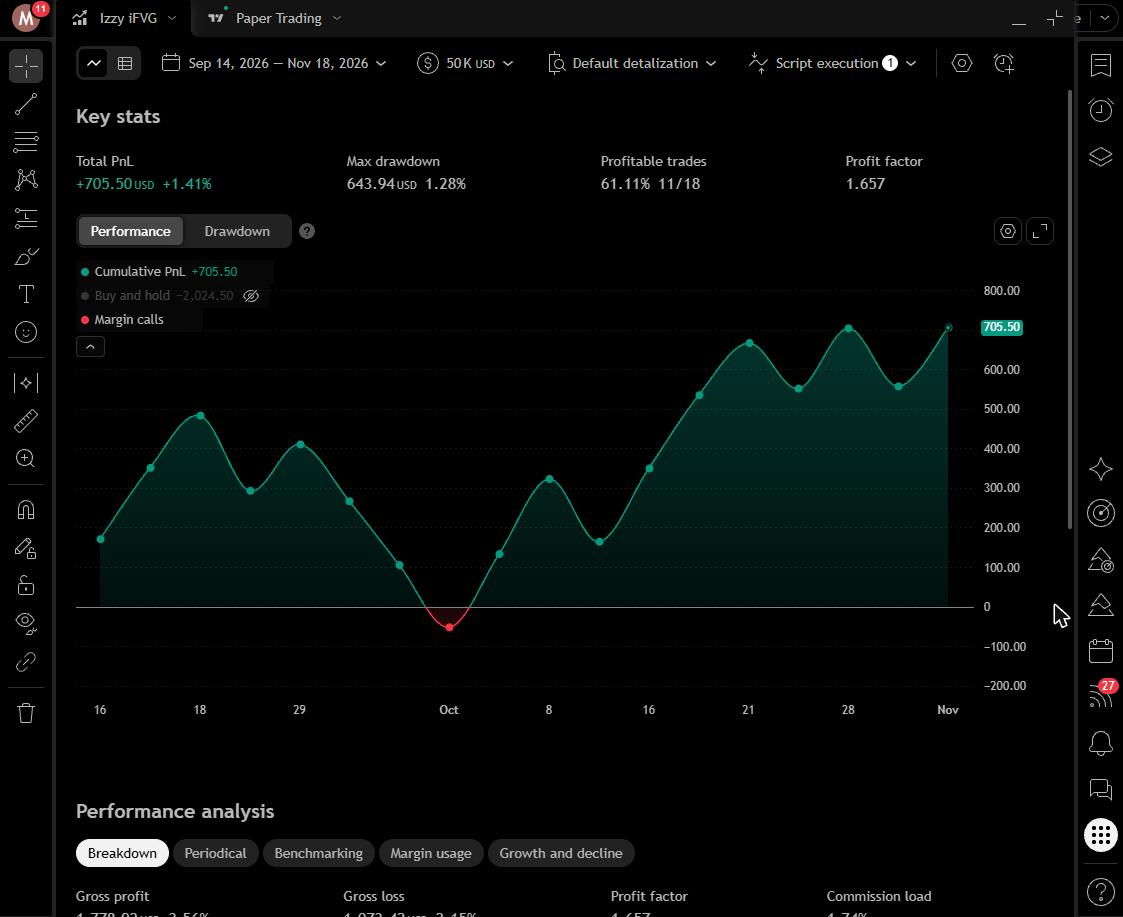 M 11 Izzy iFVG Paper Trading e
Sep 14, 2026 — Nov 18, 2026 50 K USD Default detalization Script execution 1
Key stats
Total PnL Max drawdown Profitable trades Profit factor
+705.50 USD +1.41% 643.94 USD 1.28% 61.11% 11/18 1.657
Performance Drawdown ?
Cumulative PnL +705.50
Buy and hold −2,024.50
Margin calls
800.00
705.50
600.00
500.00
400.00
300.00
200.00
100.00
0
−100.00
−200.00
16 18 29 Oct 8 16 21 28 Nov
27
Performance analysis
Breakdown Periodical Benchmarking Margin usage Growth and decline
Gross profit Gross loss Profit factor Commission load
1.657